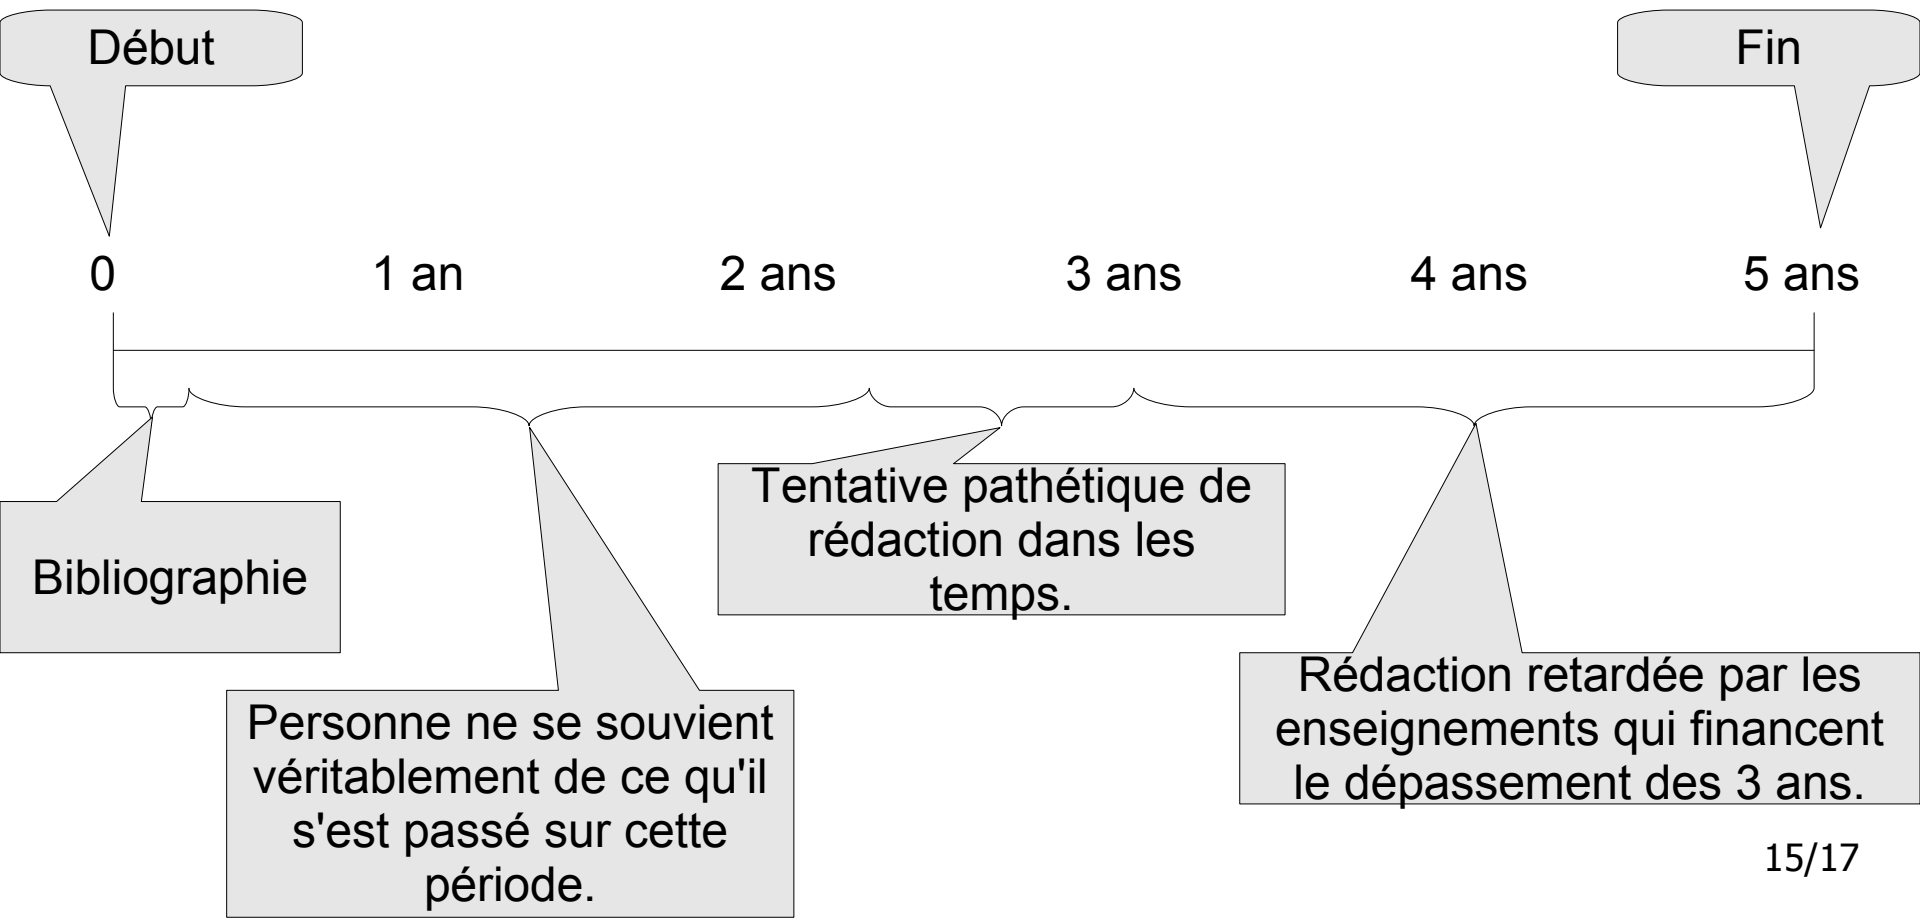 Début
Fin
0
1 an
2 ans
3 ans
4 ans
5 ans
Bibliographie
Personne ne se souvient
véritablement de ce qu'il
s'est passé sur cette
période.
Tentative pathétique de
rédaction dans les
temps.
Rédaction retardée par les
enseignements qui financent
le dépassement des 3 ans.
15/17